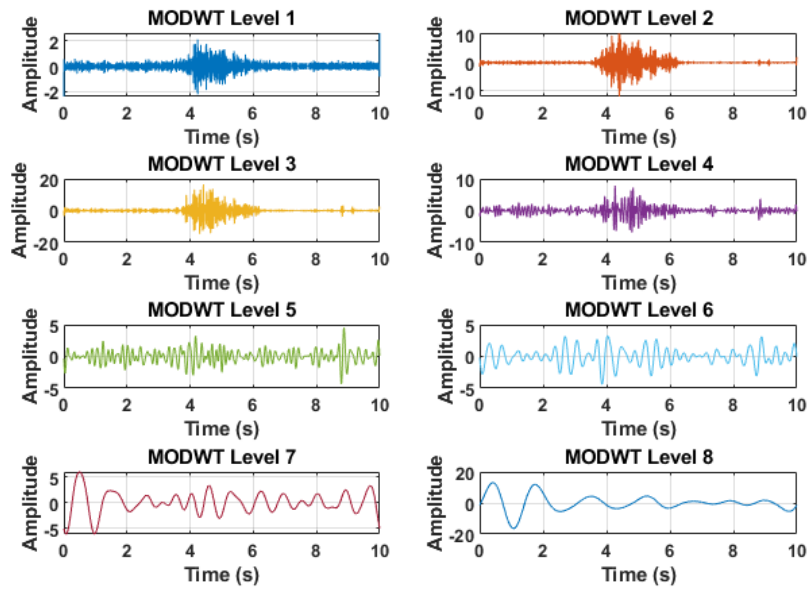 MODWT Level 1
2
0
-2
Amplitude
0 2 4 6 8 10
Time (s)
MODWT Level 2
10
0
-10
Amplitude
0 2 4 6 8 10
Time (s)
MODWT Level 3
20
0
-20
Amplitude
0 2 4 6 8 10
Time (s)
MODWT Level 4
10
0
-10
Amplitude
0 2 4 6 8 10
Time (s)
MODWT Level 5
5
0
-5
Amplitude
0 2 4 6 8 10
Time (s)
MODWT Level 6
5
0
-5
Amplitude
0 2 4 6 8 10
Time (s)
MODWT Level 7
5
0
-5
Amplitude
0 2 4 6 8 10
Time (s)
MODWT Level 8
20
0
-20
Amplitude
0 2 4 6 8 10
Time (s)